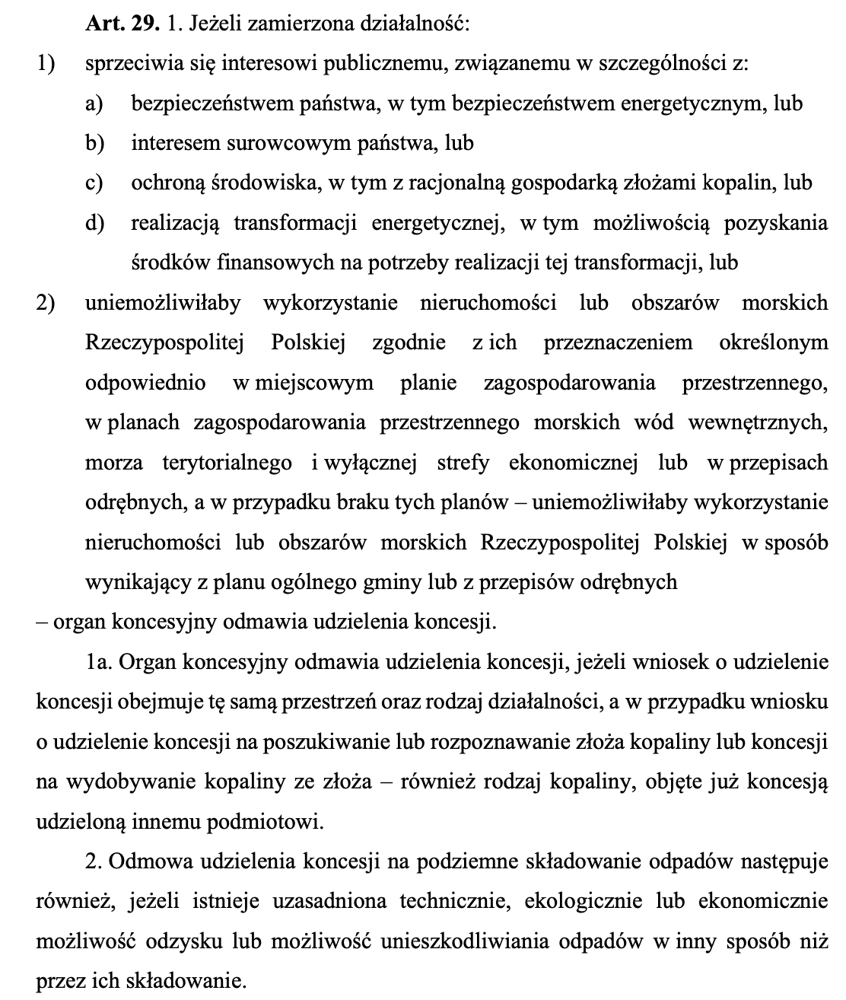 Art. 29. 1. Jeżeli zamierzona działalność:
1) sprzeciwia się interesowi publicznemu, związanemu w szczególności z:
a) bezpieczeństwem państwa, w tym bezpieczeństwem energetycznym, lub
b) interesem surowcowym państwa, lub
c) ochroną środowiska, w tym z racjonalną gospodarką złożami kopalin, lub
d) realizacją transformacji energetycznej, w tym możliwością pozyskania
środków finansowych na potrzeby realizacji tej transformacji, lub
2) uniemożliwiłaby wykorzystanie nieruchomości lub obszarów morskich
Rzeczypospolitej Polskiej zgodnie z ich przeznaczeniem określonym
odpowiednio w miejscowym planie zagospodarowania przestrzennego,
w planach zagospodarowania przestrzennego morskich wód wewnętrznych,
morza terytorialnego i wyłącznej strefy ekonomicznej lub w przepisach
odrębnych, a w przypadku braku tych planów – uniemożliwiłaby wykorzystanie
nieruchomości lub obszarów morskich Rzeczypospolitej Polskiej w sposób
wynikający z planu ogólnego gminy lub z przepisów odrębnych
– organ koncesyjny odmawia udzielenia koncesji.
1a. Organ koncesyjny odmawia udzielenia koncesji, jeżeli wniosek o udzielenie
koncesji obejmuje tę samą przestrzeń oraz rodzaj działalności, a w przypadku wniosku
o udzielenie koncesji na poszukiwanie lub rozpoznawanie złoża kopaliny lub koncesji
na wydobywanie kopaliny ze złoża – również rodzaj kopaliny, objęte już koncesją
udzieloną innemu podmiotowi.
2. Odmowa udzielenia koncesji na podziemne składowanie odpadów następuje
również, jeżeli istnieje uzasadniona technicznie, ekologicznie lub ekonomicznie
możliwość odzysku lub możliwość unieszkodliwiania odpadów w inny sposób niż
przez ich składowanie.